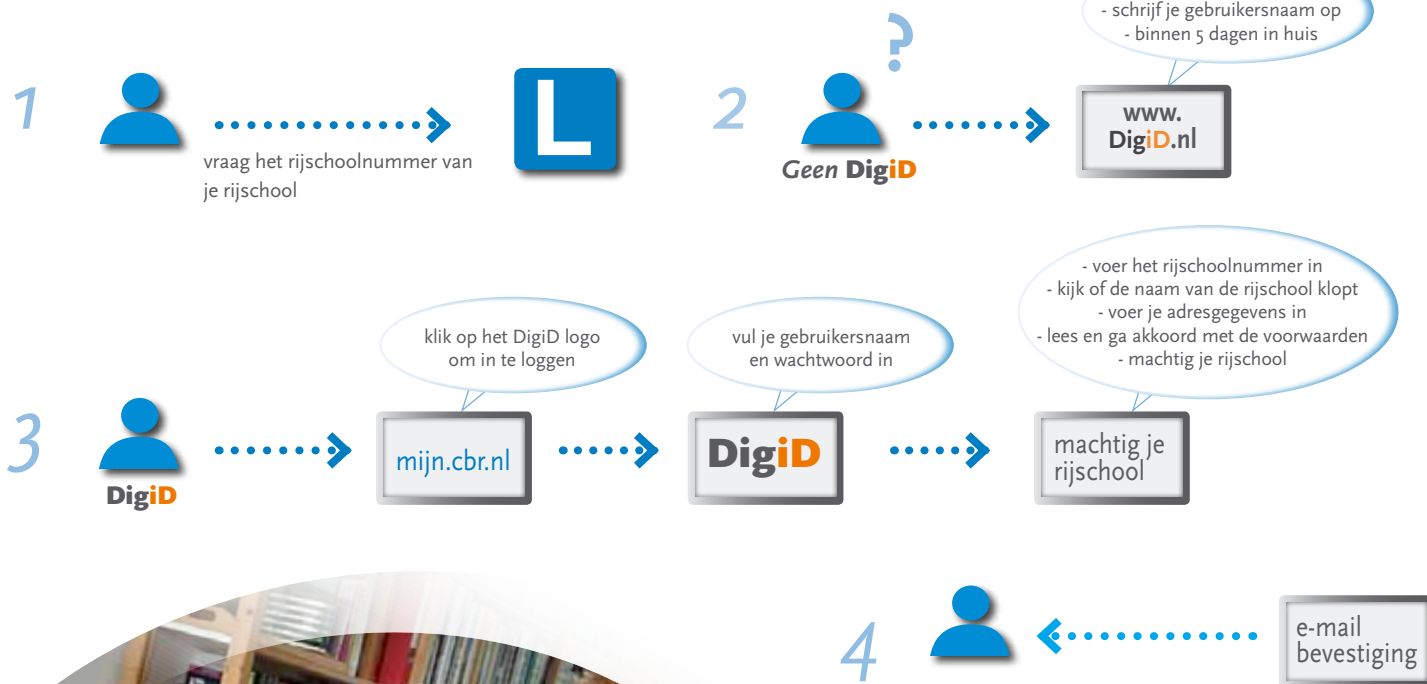 1
vraag het rijschoolnummer van
je rijschool
L
2
?
Geen DigiD
- schrijf je gebruikersnaam op
- binnen 5 dagen in huis
www.
DigiD.nl
3
DigiD
klik op het DigiD logo
om in te loggen
mijn.cbr.nl
vul je gebruikersnaam
en wachtwoord in
DigiD
- voer het rijschoolnummer in
- kijk of de naam van de rijschool klopt
- voer je adresgegevens in
- lees en ga akkoord met de voorwaarden
- machtig je rijschool
machtig je
rijschool
4
e-mail
bevestiging